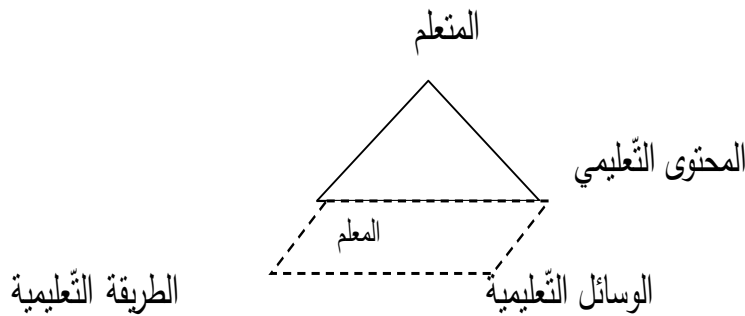 المتعلم
المحتوى التّعليمي
المعلم
الوسائل التّعليمية
الطريقة التّعليمية